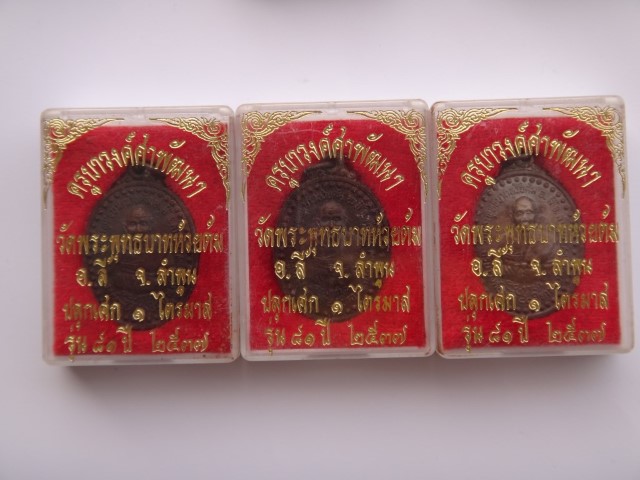 ครูบาวงค์ศาพัฒนา
วัดพระพุทธบาทห้วยต้ม
อ.ลี้ จ.ลำพูน
ปลุกเศก ๑ ไตรมาส
รุ่น ๘๑ ปี ๒๕๓๗
ครูบาวงค์ศาพัฒนา
วัดพระพุทธบาทห้วยต้ม
อ.ลี้ จ.ลำพูน
ปลุกเศก ๑ ไตรมาส
รุ่น ๘๑ ปี ๒๕๓๗
ครูบาวงค์ศาพัฒนา
วัดพระพุทธบาทห้วยต้ม
อ.ลี้ จ.ลำพูน
ปลุกเศก ๑ ไตรมาส
รุ่น ๘๑ ปี ๒๕๓๗